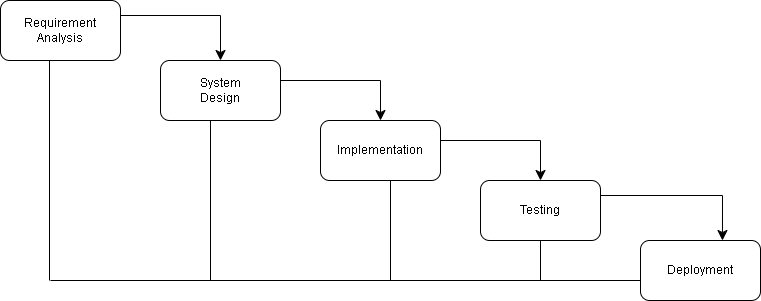 Requirement
Analysis
System
Design
Implementation
Testing
Deployment